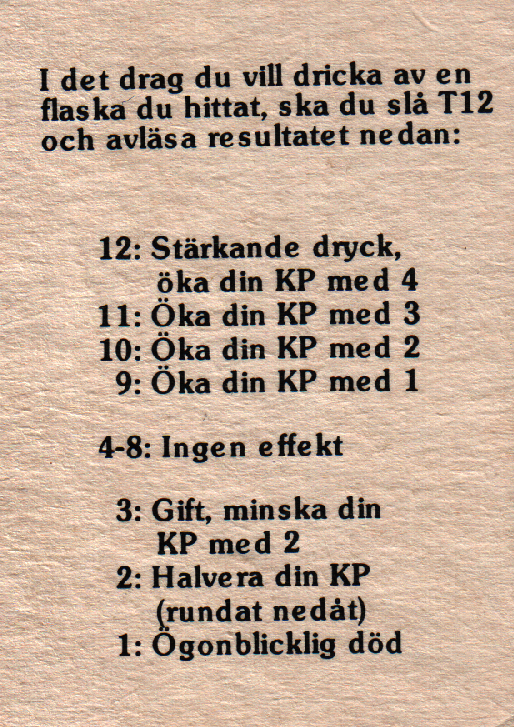 I det drag du vill dricka av en
flaska du hittat, ska du slå T12
och avläsa resultatet nedan:
12: Stärkande dryck,
öka din KP med 4
11: Öka din KP med 3
10: Öka din KP med 2
9: Öka din KP med 1
4-8: Ingen effekt
3: Gift, minska din
KP med 2
2: Halvera din KP
(rundat nedåt)
1: Ögonblicklig död